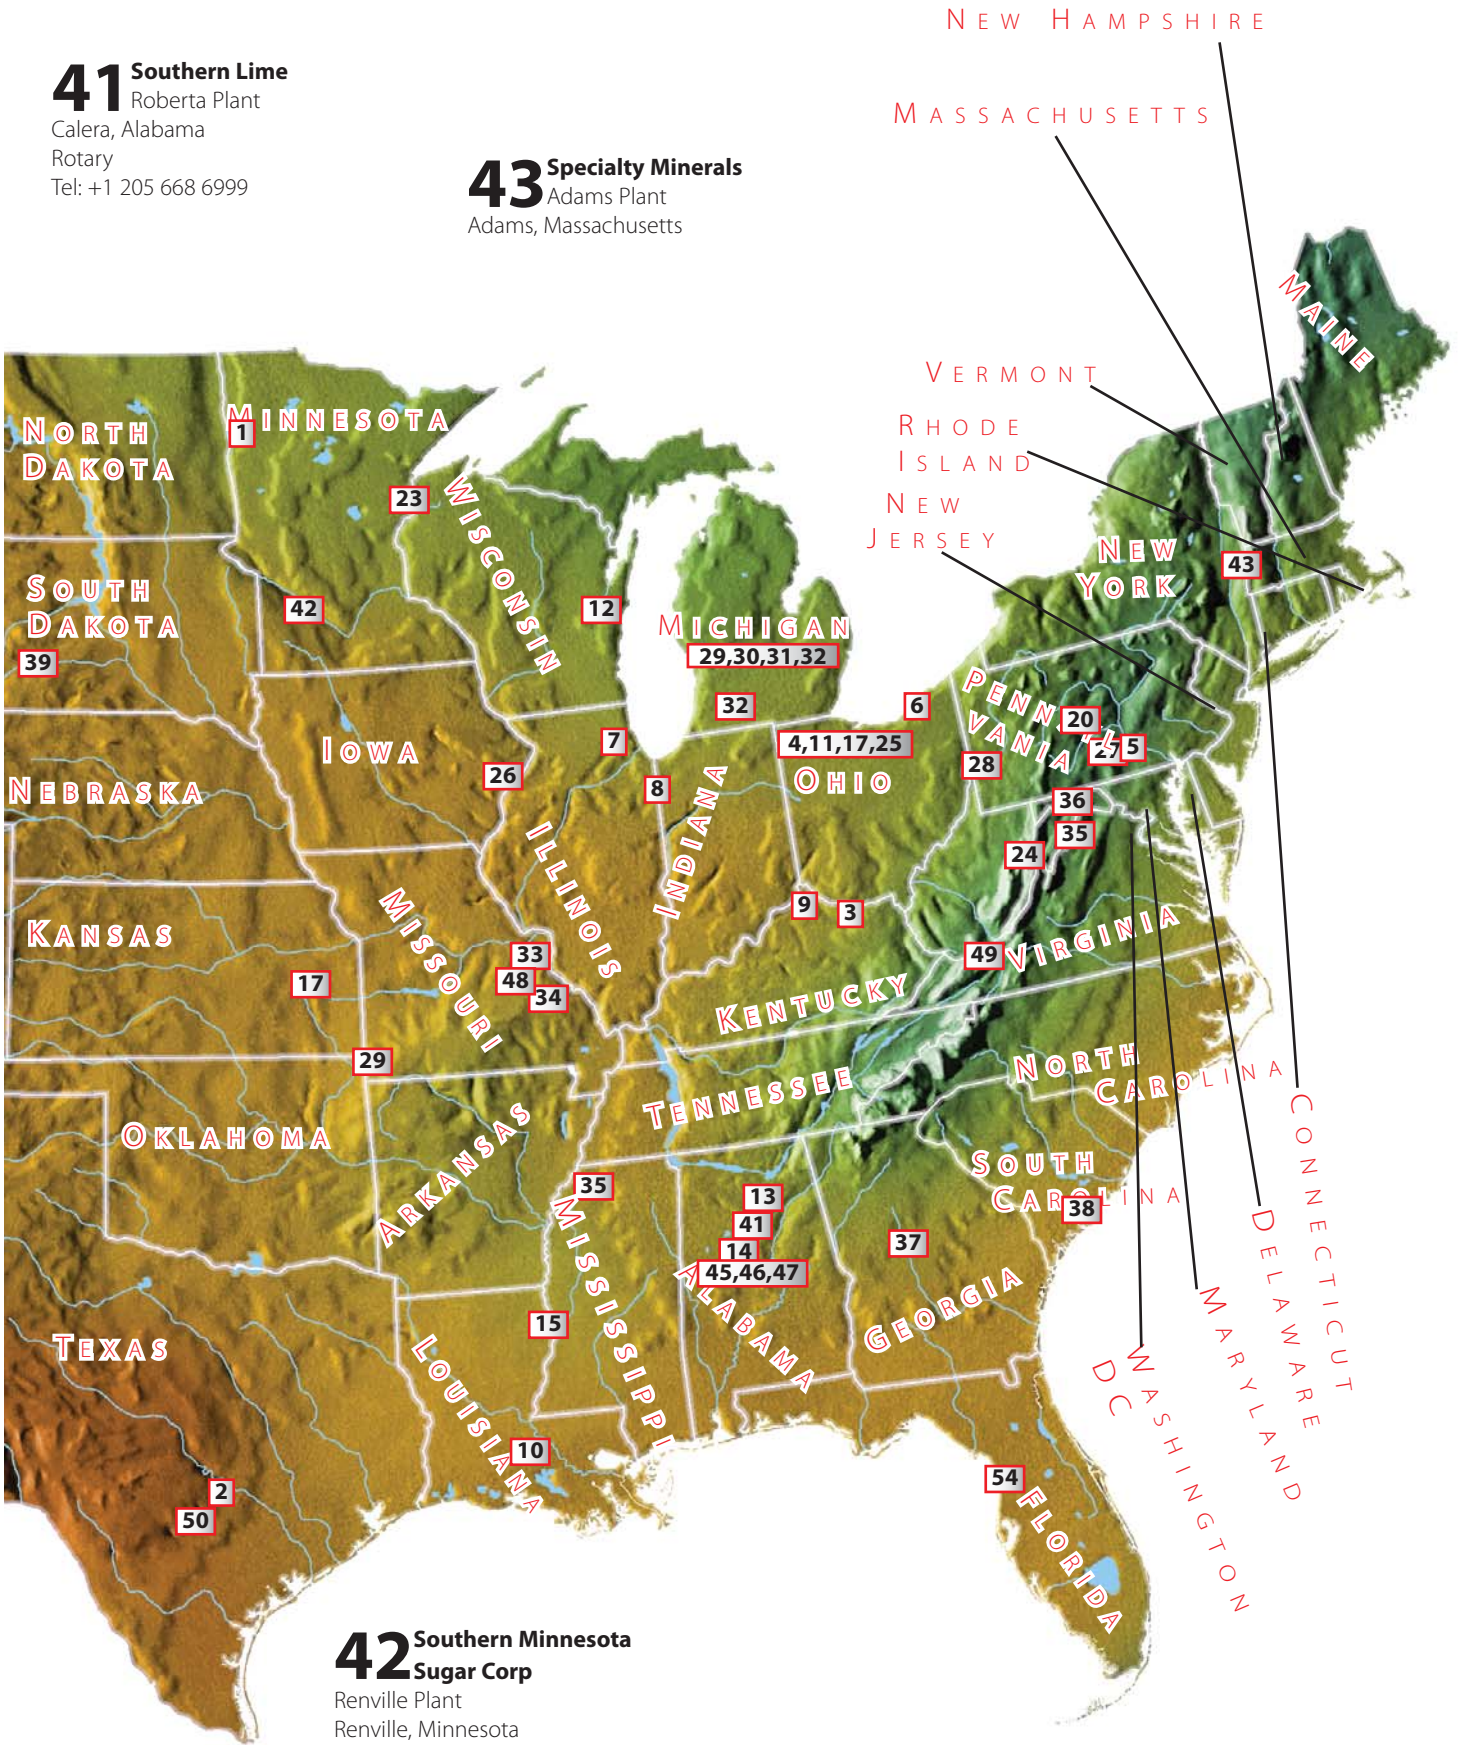 NEW HAMPSHIRE
41 Southern Lime
Roberta Plant
Calera, Alabama
Rotary
Tel: +1 205 668 6999
MASSACHUSETTS
43 Specialty Minerals
Adams Plant
Adams, Massachusetts
MAINE
VERMONT
RHODE
ISLAND
NEW
JERSEY
NORTH
DAKOTA
MINNESOTA
1
23
WISCONSIN
NEW
YORK
43
SOUTH
DAKOTA
42
12
MICHIGAN
29,30,31,32
39
32
6
PENNSYL
VANIA
20
27
5
7
4,11,17,25
OHIO
28
IOWA
26
8
NEBRASKA
36
35
24
ILLINOIS
INDIANA
9
3
KANSAS
MISSOURI
33
48
34
17
49
VIRGINIA
KENTUCKY
29
NORTH
CAROLINA
TENNESSEE
OKLAHOMA
ARKANSAS
SOUTH
CAROLINA
38
35
MISSISSIPPI
13
41
14
45,46,47
ALABAMA
37
GEORGIA
CONNECTICUT
DELAWARE
MARYLAND
WASHINGTON
DC
TEXAS
15
LOUISIANA
10
2
50
54
FLORIDA
42 Southern Minnesota
Sugar Corp
Renville Plant
Renville, Minnesota